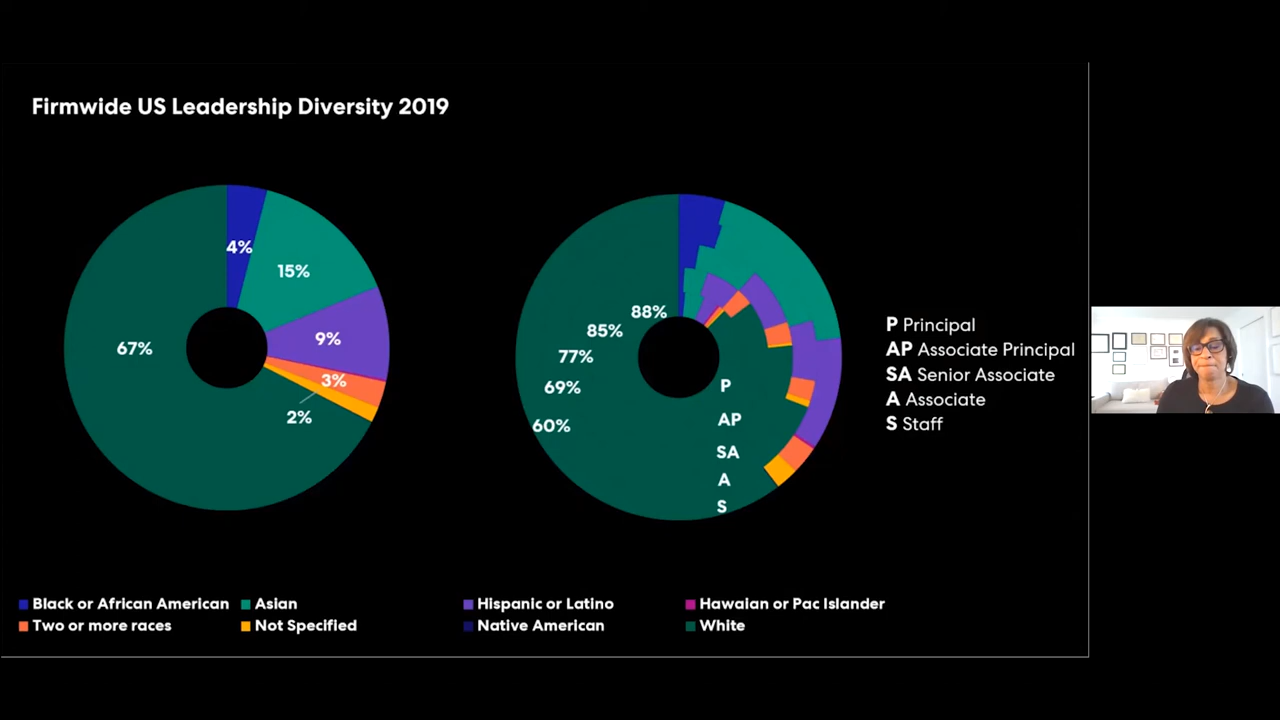 Firmwide US Leadership Diversity 2019
4%
15%
9%
67%
3%
2%
88%
85%
77%
69%
60%
P
AP
SA
A
S
P Principal
AP Associate Principal
SA Senior Associate
A Associate
S Staff
Black or African American
Asian
Hispanic or Latino
Hawaian or Pac Islander
Two or more races
Not Specified
Native American
White